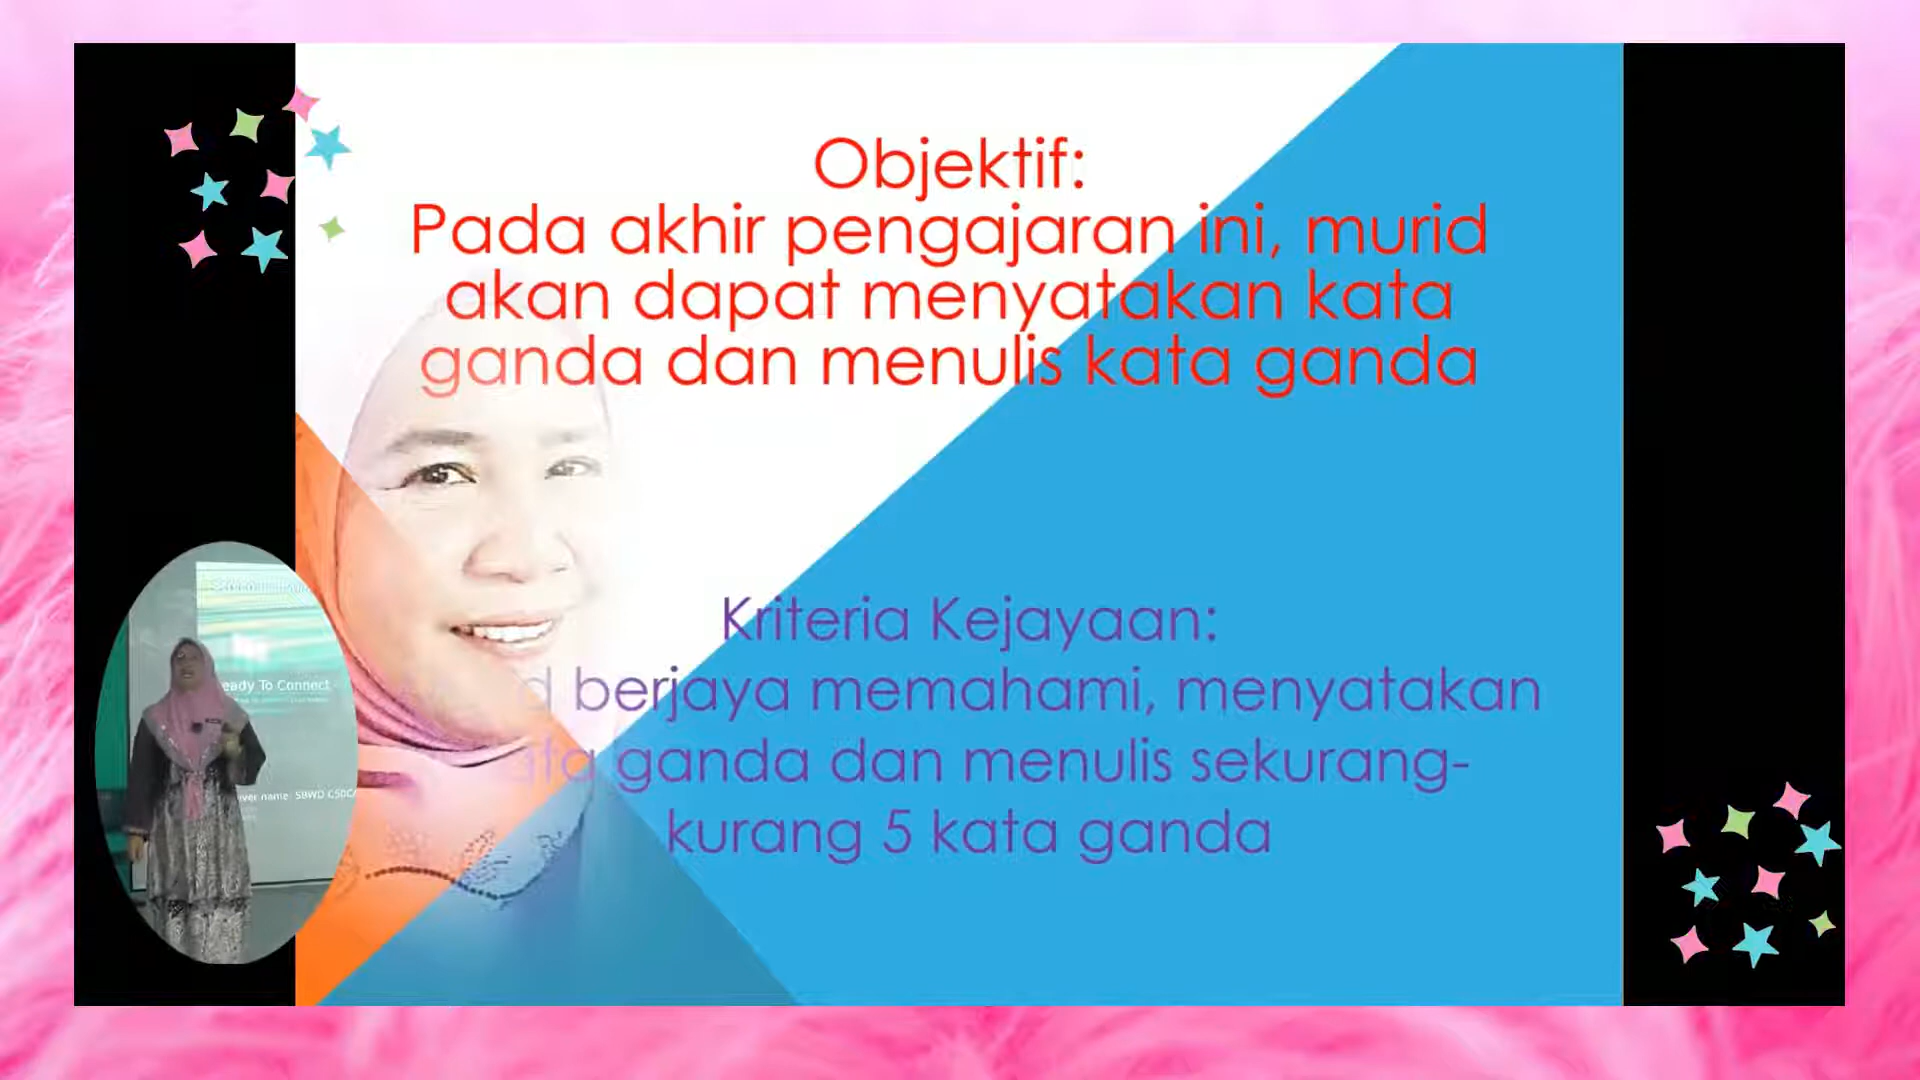 Objektif:
Pada akhir pengajaran ini, murid
akan dapat menyatakan kata
ganda dan menulis kata ganda
Kriteria Kejayaan:
berjaya memahami, menyatakan
ganda dan menulis sekurang-
kurang 5 kata ganda
eady To Connect